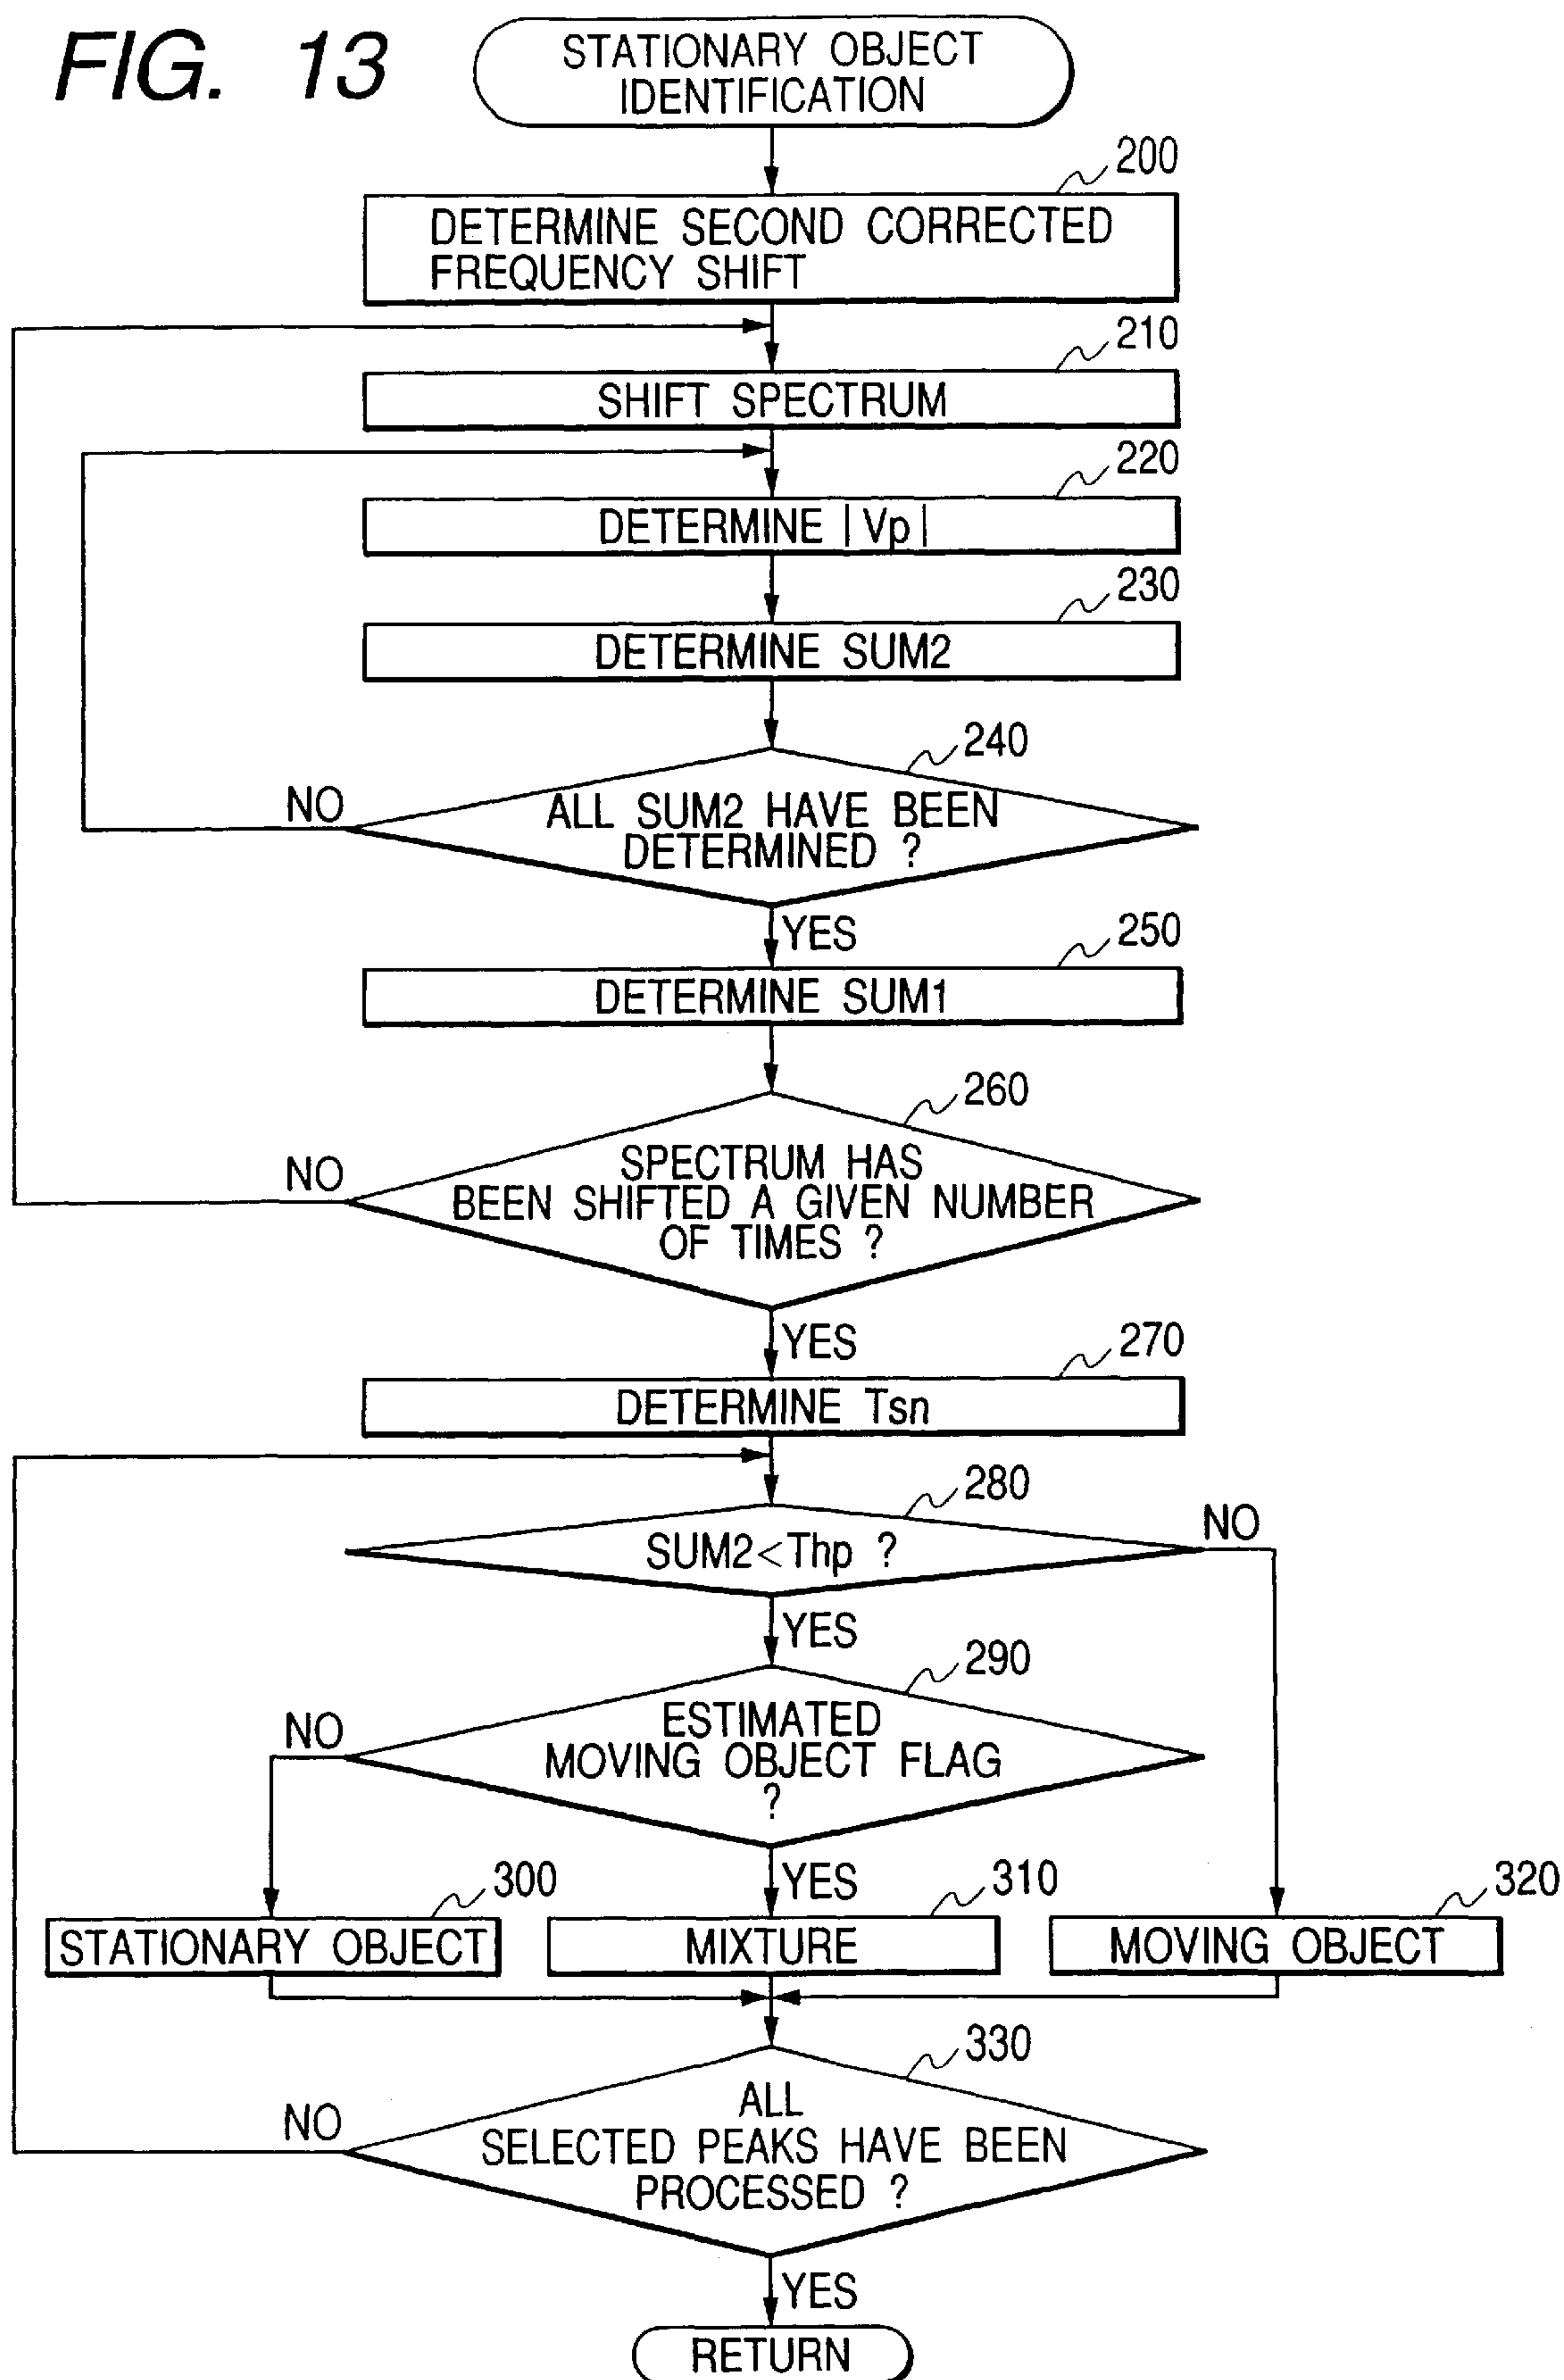 FIG. 13
STATIONARY OBJECT
IDENTIFICATION
200
DETERMINE SECOND CORRECTED
FREQUENCY SHIFT
210
SHIFT SPECTRUM
220
DETERMINE |Vp|
230
DETERMINE SUM2
240
NO
ALL SUM2 HAVE BEEN
DETERMINED ?
YES
250
DETERMINE SUM1
260
NO
SPECTRUM HAS
BEEN SHIFTED A GIVEN NUMBER
OF TIMES ?
YES
270
DETERMINE Tsn
280
NO
SUM2<Thp ?
YES
290
NO
ESTIMATED
MOVING OBJECT FLAG
?
YES
300
310
320
STATIONARY OBJECT
MIXTURE
MOVING OBJECT
330
NO
ALL
SELECTED PEAKS HAVE BEEN
PROCESSED ?
YES
RETURN